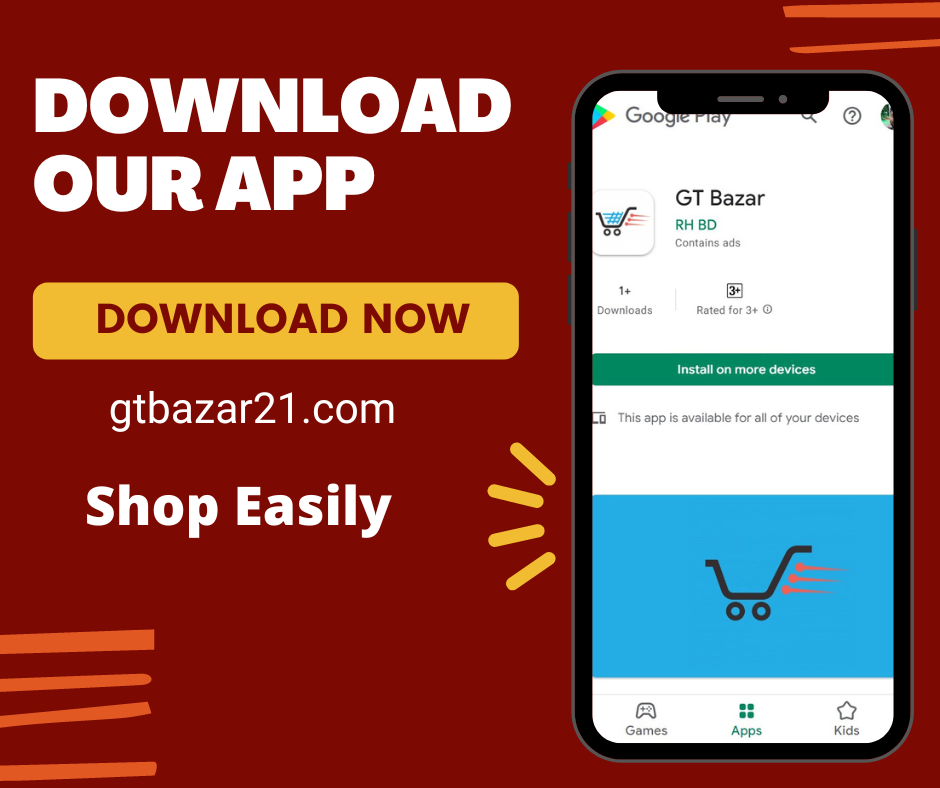 DOWNLOAD
OUR APP
DOWNLOAD NOW
gtbazar21.com
Shop Easily
Google Play
GT Bazar
RH BD
Contains ads
1+
Downloads
3+
Rated for 3+
Install on more devices
This app is available for all of your devices
Games
Apps
Kids